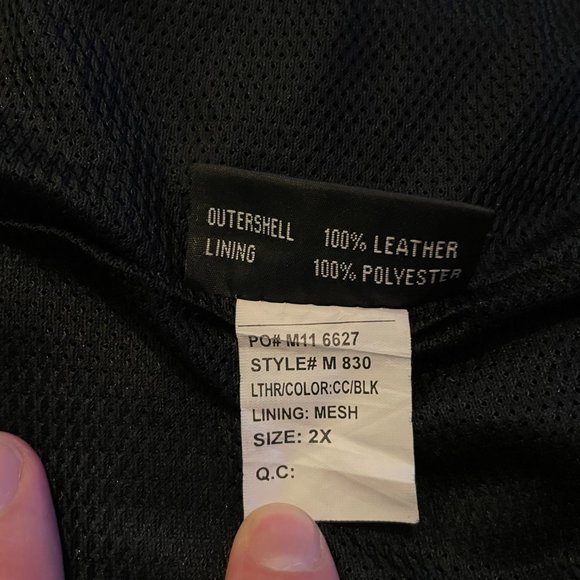 OUTERSHELL 100% LEATHER
LINING 100% POLYESTER
PO# M11 6627
STYLE# M 830
LTHR/COLOR:CC/BLK
LINING: MESH
SIZE: 2X
Q.C: